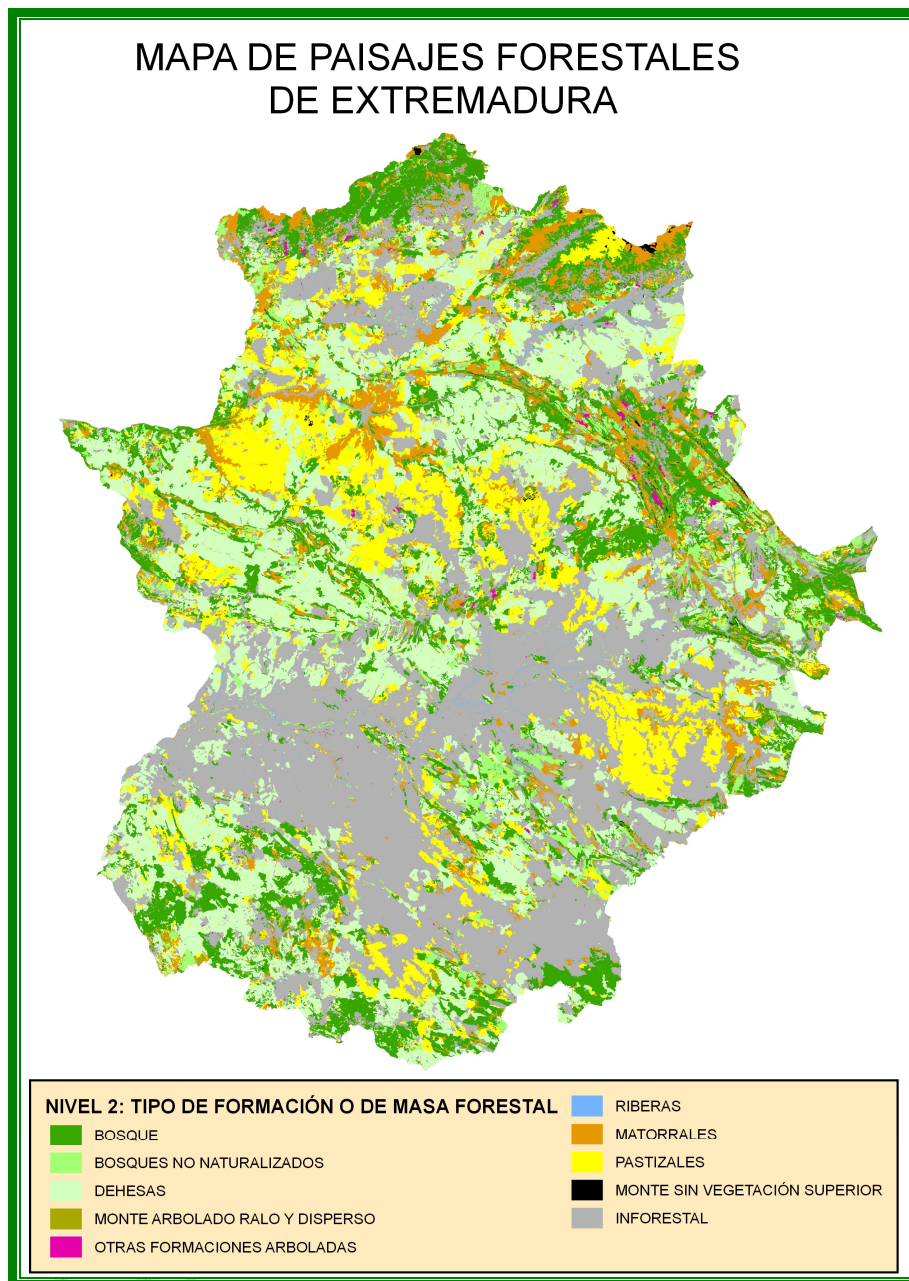 MAPA DE PAISAJES FORESTALES
DE EXTREMADURA
NIVEL 2: TIPO DE FORMACIÓN O DE MASA FORESTAL
BOSQUE
BOSQUES NO NATURALIZADOS
DEHESAS
MONTE ARBOLADO RALO Y DISPERSO
OTRAS FORMACIONES ARBOLADAS
RIBERAS
MATORRALES
PASTIZALES
MONTE SIN VEGETACIÓN SUPERIOR
INFORESTAL